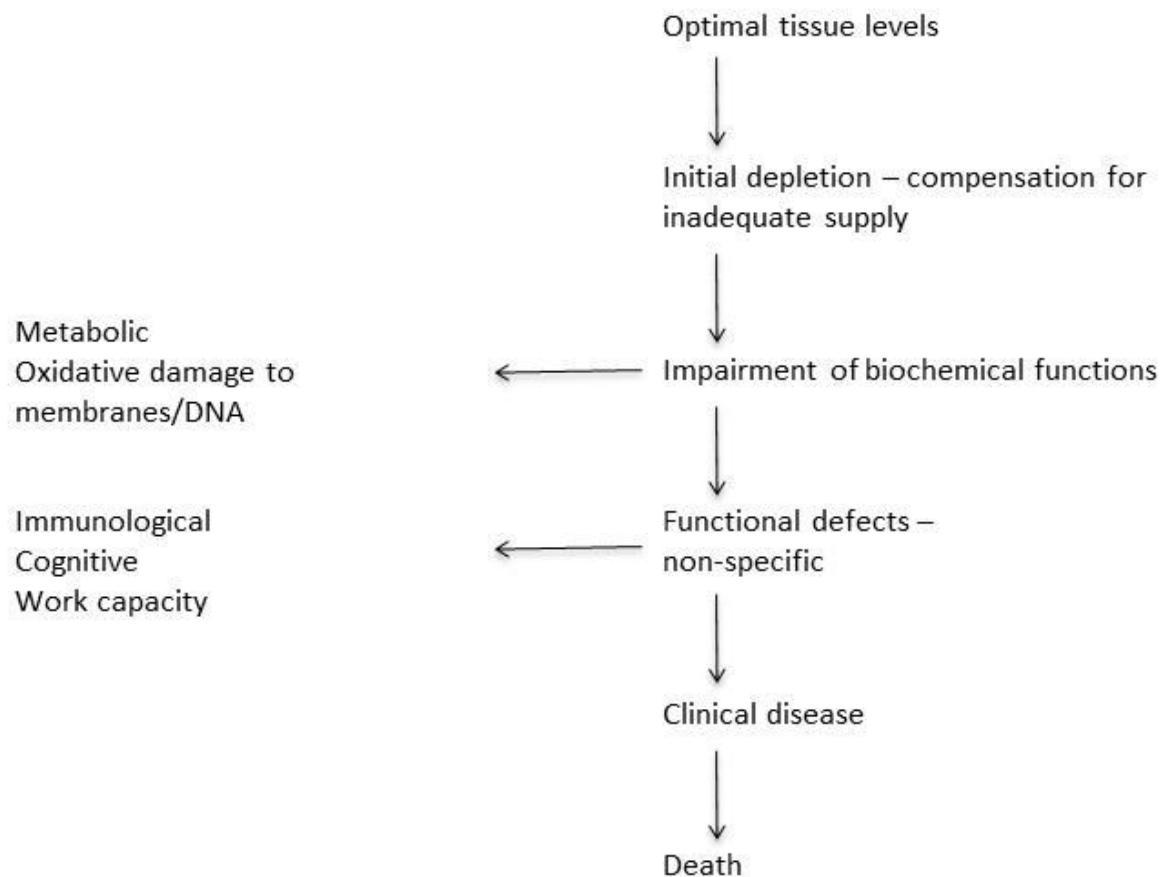 Optimal tissue levels
Initial depletion – compensation for
inadequate supply
Metabolic
Oxidative damage to
membranes/DNA
Impairment of biochemical functions
Immunological
Cognitive
Work capacity
Functional defects –
non-specific
Clinical disease
Death